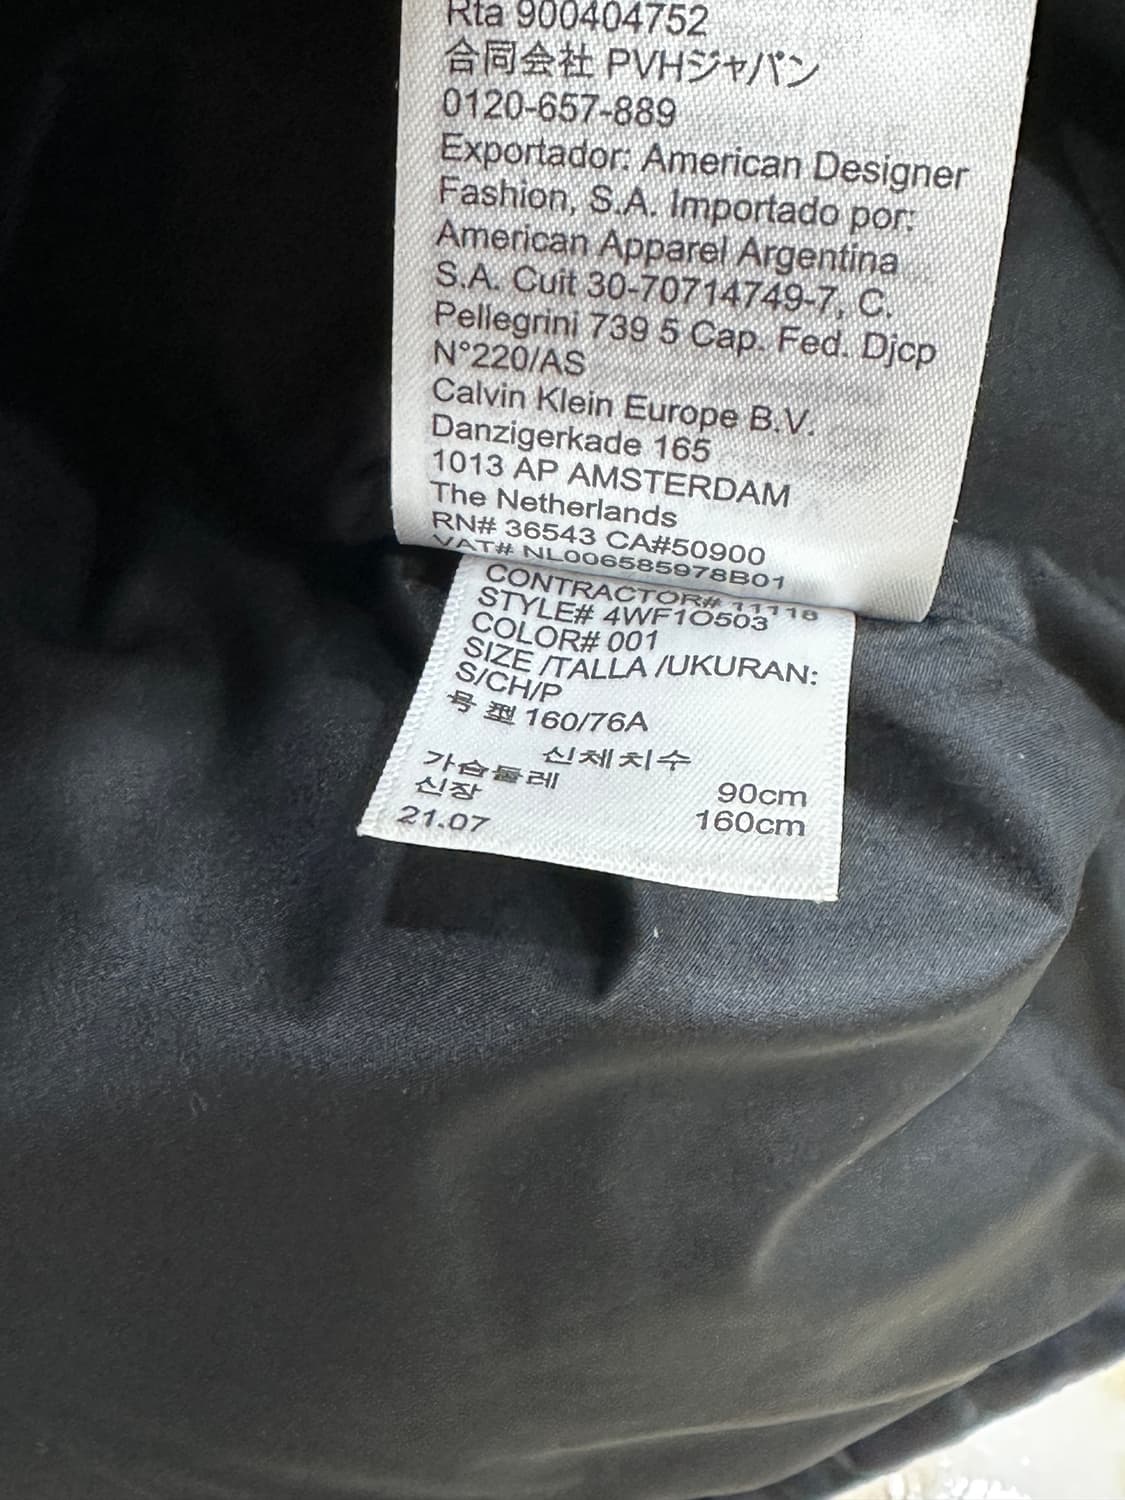 Rta 900404752
合同会社 PVHジャパン
0120-657-889
Exportador: American Designer
Fashion, S.A. Importado por:
American Apparel Argentina
S.A. Cuit 30-70714749-7, C.
Pellegrini 739 5 Cap. Fed. Djcp
N°220/AS
Calvin Klein Europe B.V.
Danzigerkade 165
1013 AP AMSTERDAM
The Netherlands
RN# 36543 CA#50900
VAT# NL006585978B01
CONTRACTOR# 11118
STYLE# 4WF1O503
COLOR# 001
SIZE /TALLA /UKURAN:
S/CH/P
号型 160/76A
신체치수
가슴둘레 90cm
신장 160cm
21.07